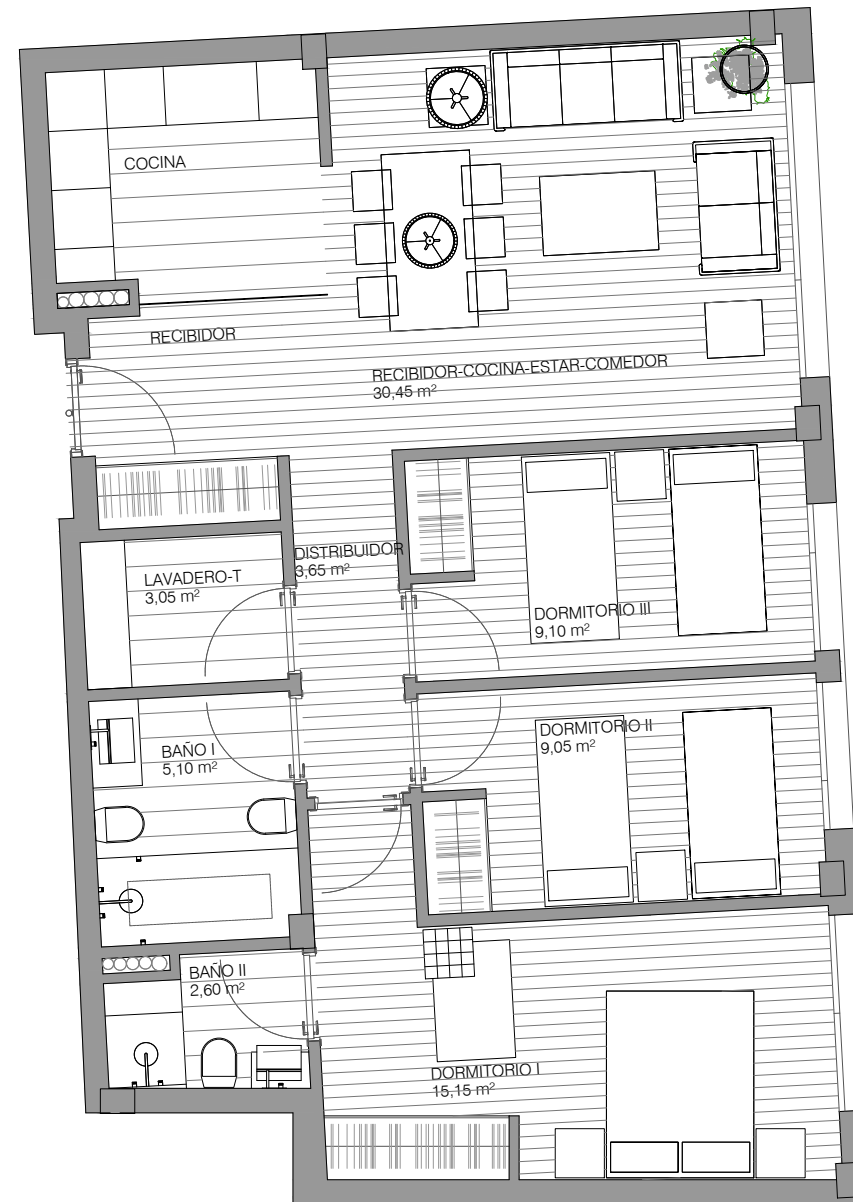 COCINA
RECIBIDOR
RECIBIDOR-COCINA-ESTAR-COMEDOR
30,45 m²
DISTRIBUIDOR
3,65 m²
LAVADERO-T
3,05 m²
DORMITORIO III
9,10 m²
DORMITORIO II
9,05 m²
BAÑO I
5,10 m²
BAÑO II
2,60 m²
DORMITORIO I
15,15 m²